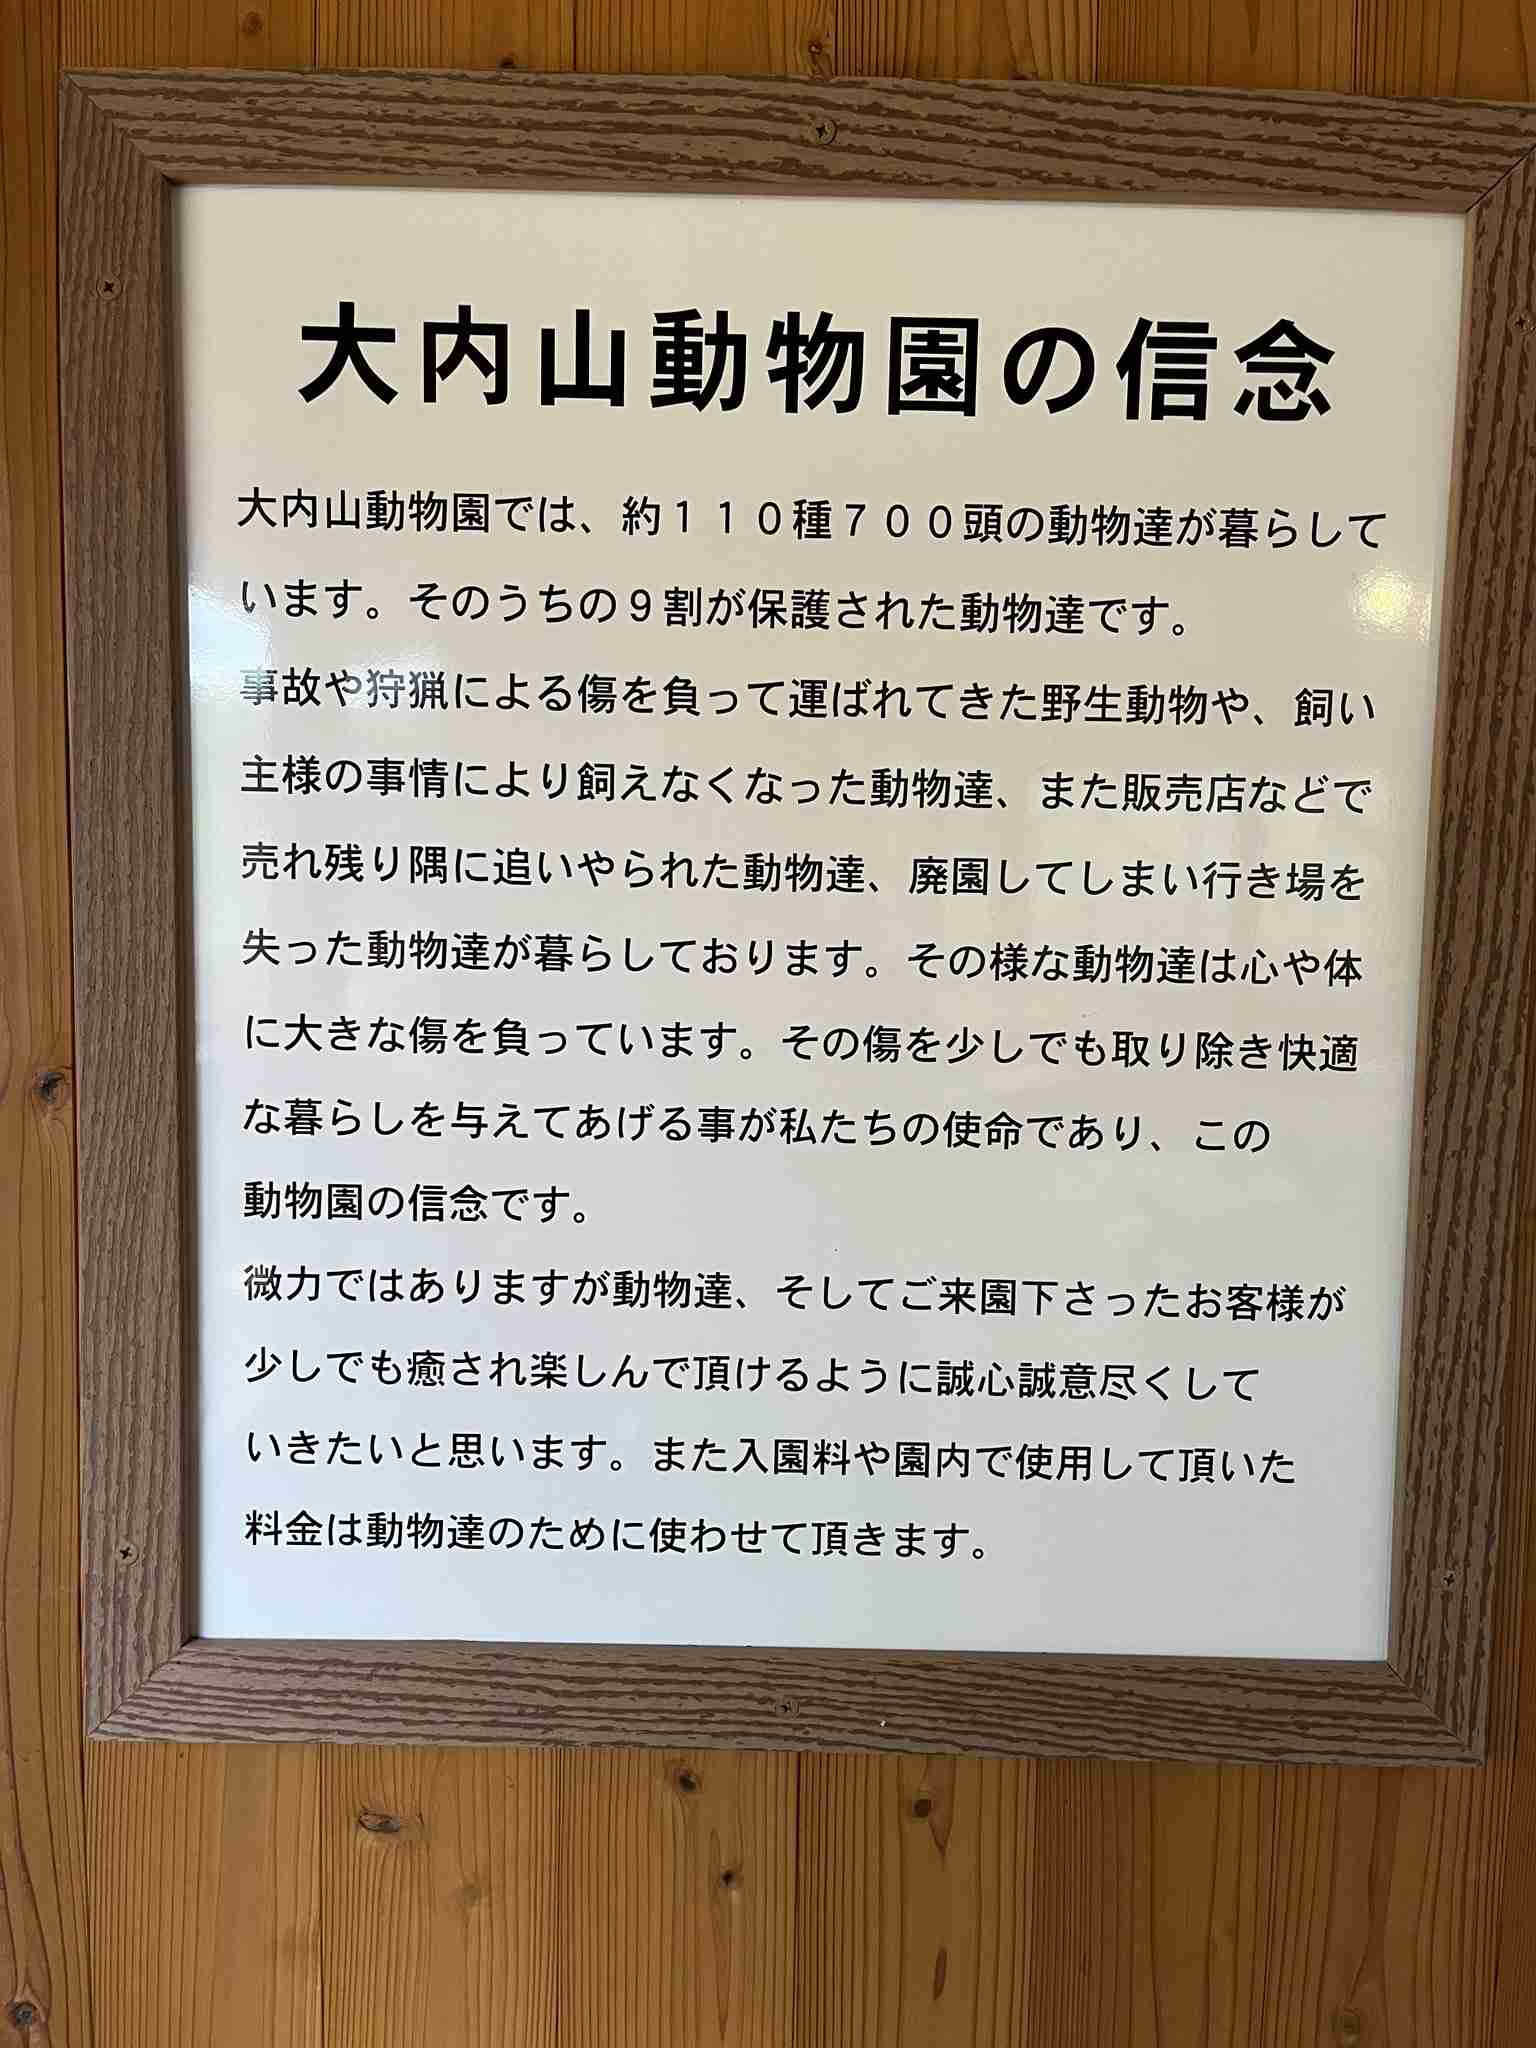 大内山動物園の信念
大内山動物園では、約１１０種７００頭の動物達が暮らして
います。そのうちの９割が保護された動物達です。
事故や狩猟による傷を負って運ばれてきた野生動物や、飼い
主様の事情により飼えなくなった動物達、また販売店などで
売れ残り隅に追いやられた動物達、廃園してしまい行き場を
失った動物達が暮らしております。その様な動物達は心や体
に大きな傷を負っています。その傷を少しでも取り除き快適
な暮らしを与えてあげる事が私たちの使命であり、この
動物園の信念です。
微力ではありますが動物達、そしてご来園下さったお客様が
少しでも癒され楽しんで頂けるように誠心誠意尽くして
いきたいと思います。また入園料や園内で使用して頂いた
料金は動物達のために使わせて頂きます。